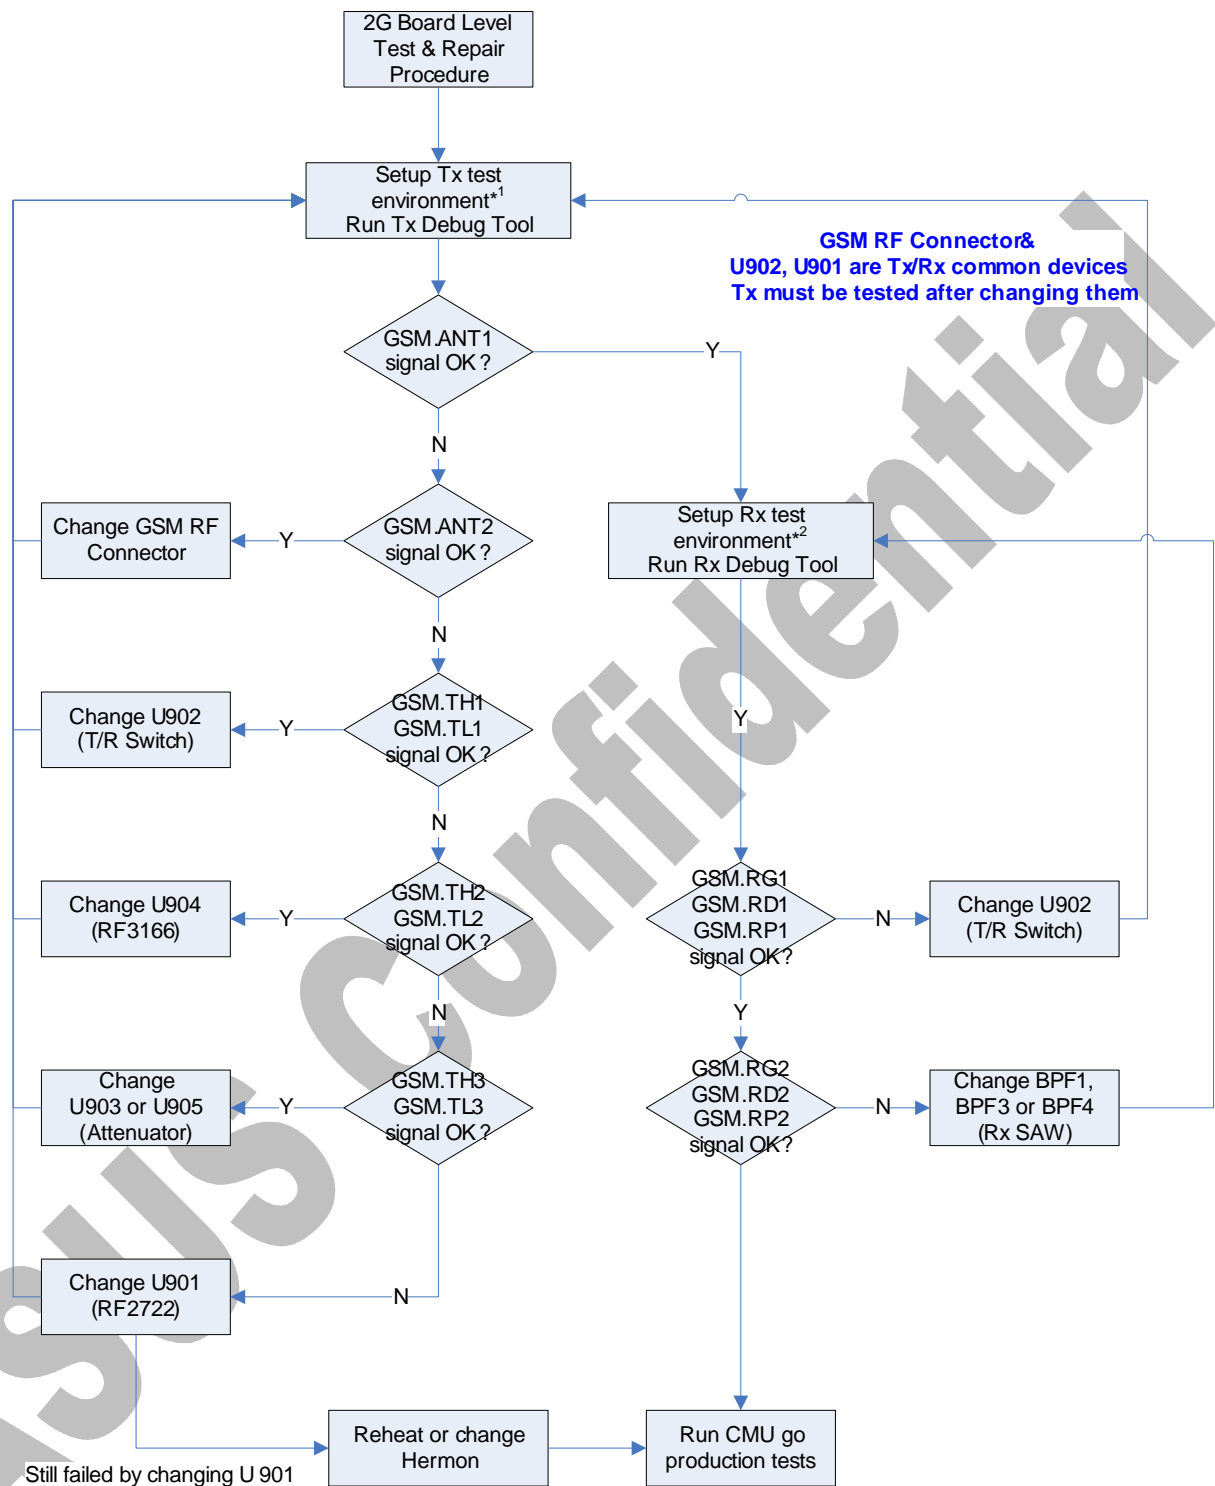 2G Board Level
Test & Repair
Procedure
Setup Tx test
environment*1
Run Tx Debug Tool
GSM RF Connector&
U902, U901 are Tx/Rx common devices
Tx must be tested after changing them
GSM.ANT1
signal OK?
Y
N
Change GSM RF
Connector
Y
GSM.ANT2
signal OK?
Setup Rx test
environment*2
Run Rx Debug Tool
N
Change U902
(T/R Switch)
Y
GSM.TH1
GSM.TL1
signal OK?
Y
N
Change U904
(RF3166)
Y
GSM.TH2
GSM.TL2
signal OK?
GSM.RG1
GSM.RD1
GSM.RP1
signal OK?
N
Change U902
(T/R Switch)
N
Y
Change
U903 or U905
(Attenuator)
Y
GSM.TH3
GSM.TL3
signal OK?
GSM.RG2
GSM.RD2
GSM.RP2
signal OK?
N
Change BPF1,
BPF3 or BPF4
(Rx SAW)
Change U901
(RF2722)
N
Reheat or change
Hermon
Run CMU go
production tests
Still failed by changing U 901
ASUS Confidential